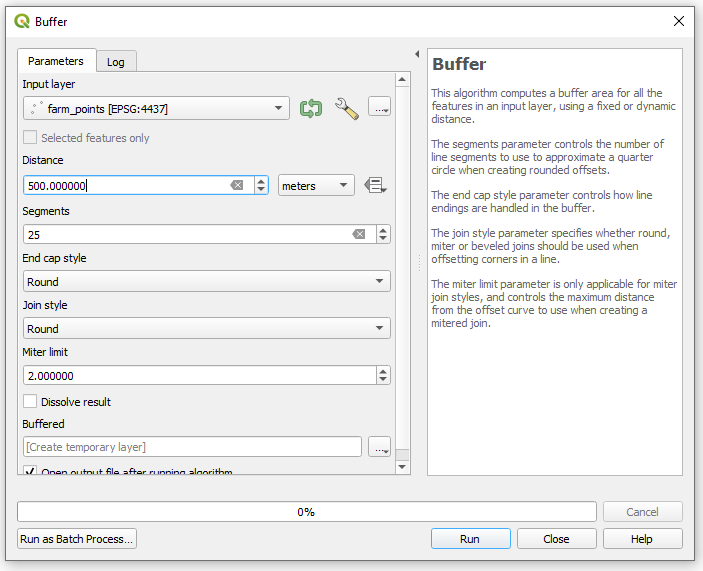 Buffer
Parameters
Log
Input layer
farm_points [EPSG:4437]
...
Selected features only
Distance
500.000000
meters
Segments
25
End cap style
Round
Join style
Round
Miter limit
2.000000
Dissolve result
Buffered
[Create temporary layer]
...
Open output file after running algorithm
Buffer
This algorithm computes a buffer area for all the
features in an input layer, using a fixed or dynamic
distance.
The segments parameter controls the number of
line segments to use to approximate a quarter
circle when creating rounded offsets.
The end cap style parameter controls how line
endings are handled in the buffer.
The join style parameter specifies whether round,
miter or beveled joins should be used when
offsetting corners in a line.
The miter limit parameter is only applicable for miter
join styles, and controls the maximum distance
from the offset curve to use when creating a
mitered join.
0%
Cancel
Run as Batch Process...
Run
Close
Help